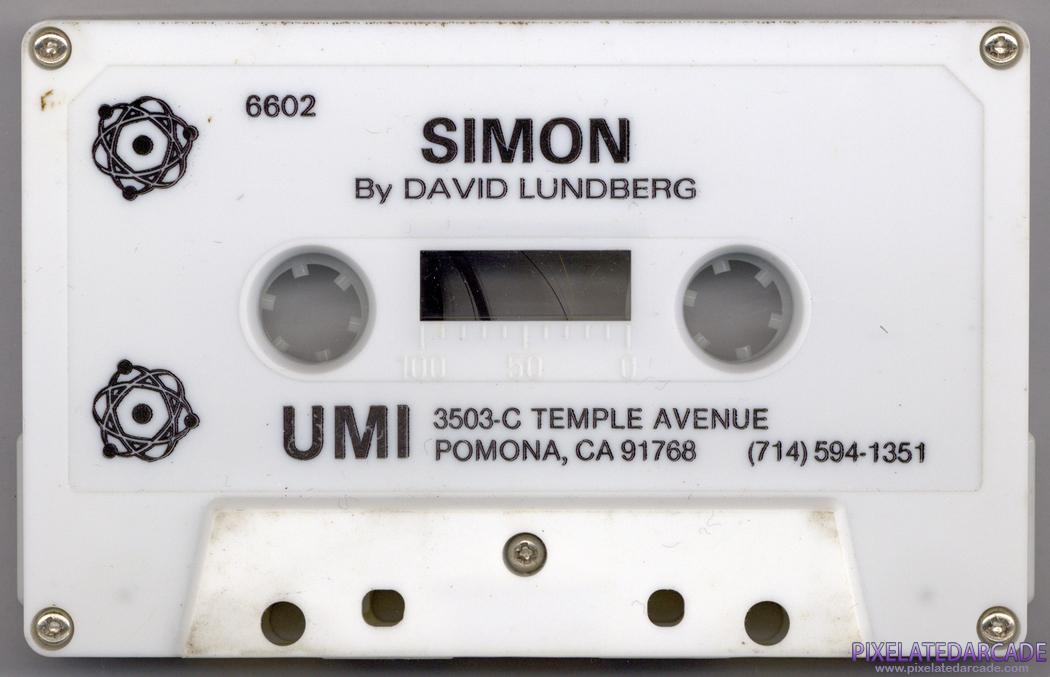 6602
SIMON
By DAVID LUNDBERG
100 50 0
UMI 3503-C TEMPLE AVENUE
POMONA, CA 91768 (714) 594-1351
PIXELATEDARCADE
www.pixelatedarcade.com